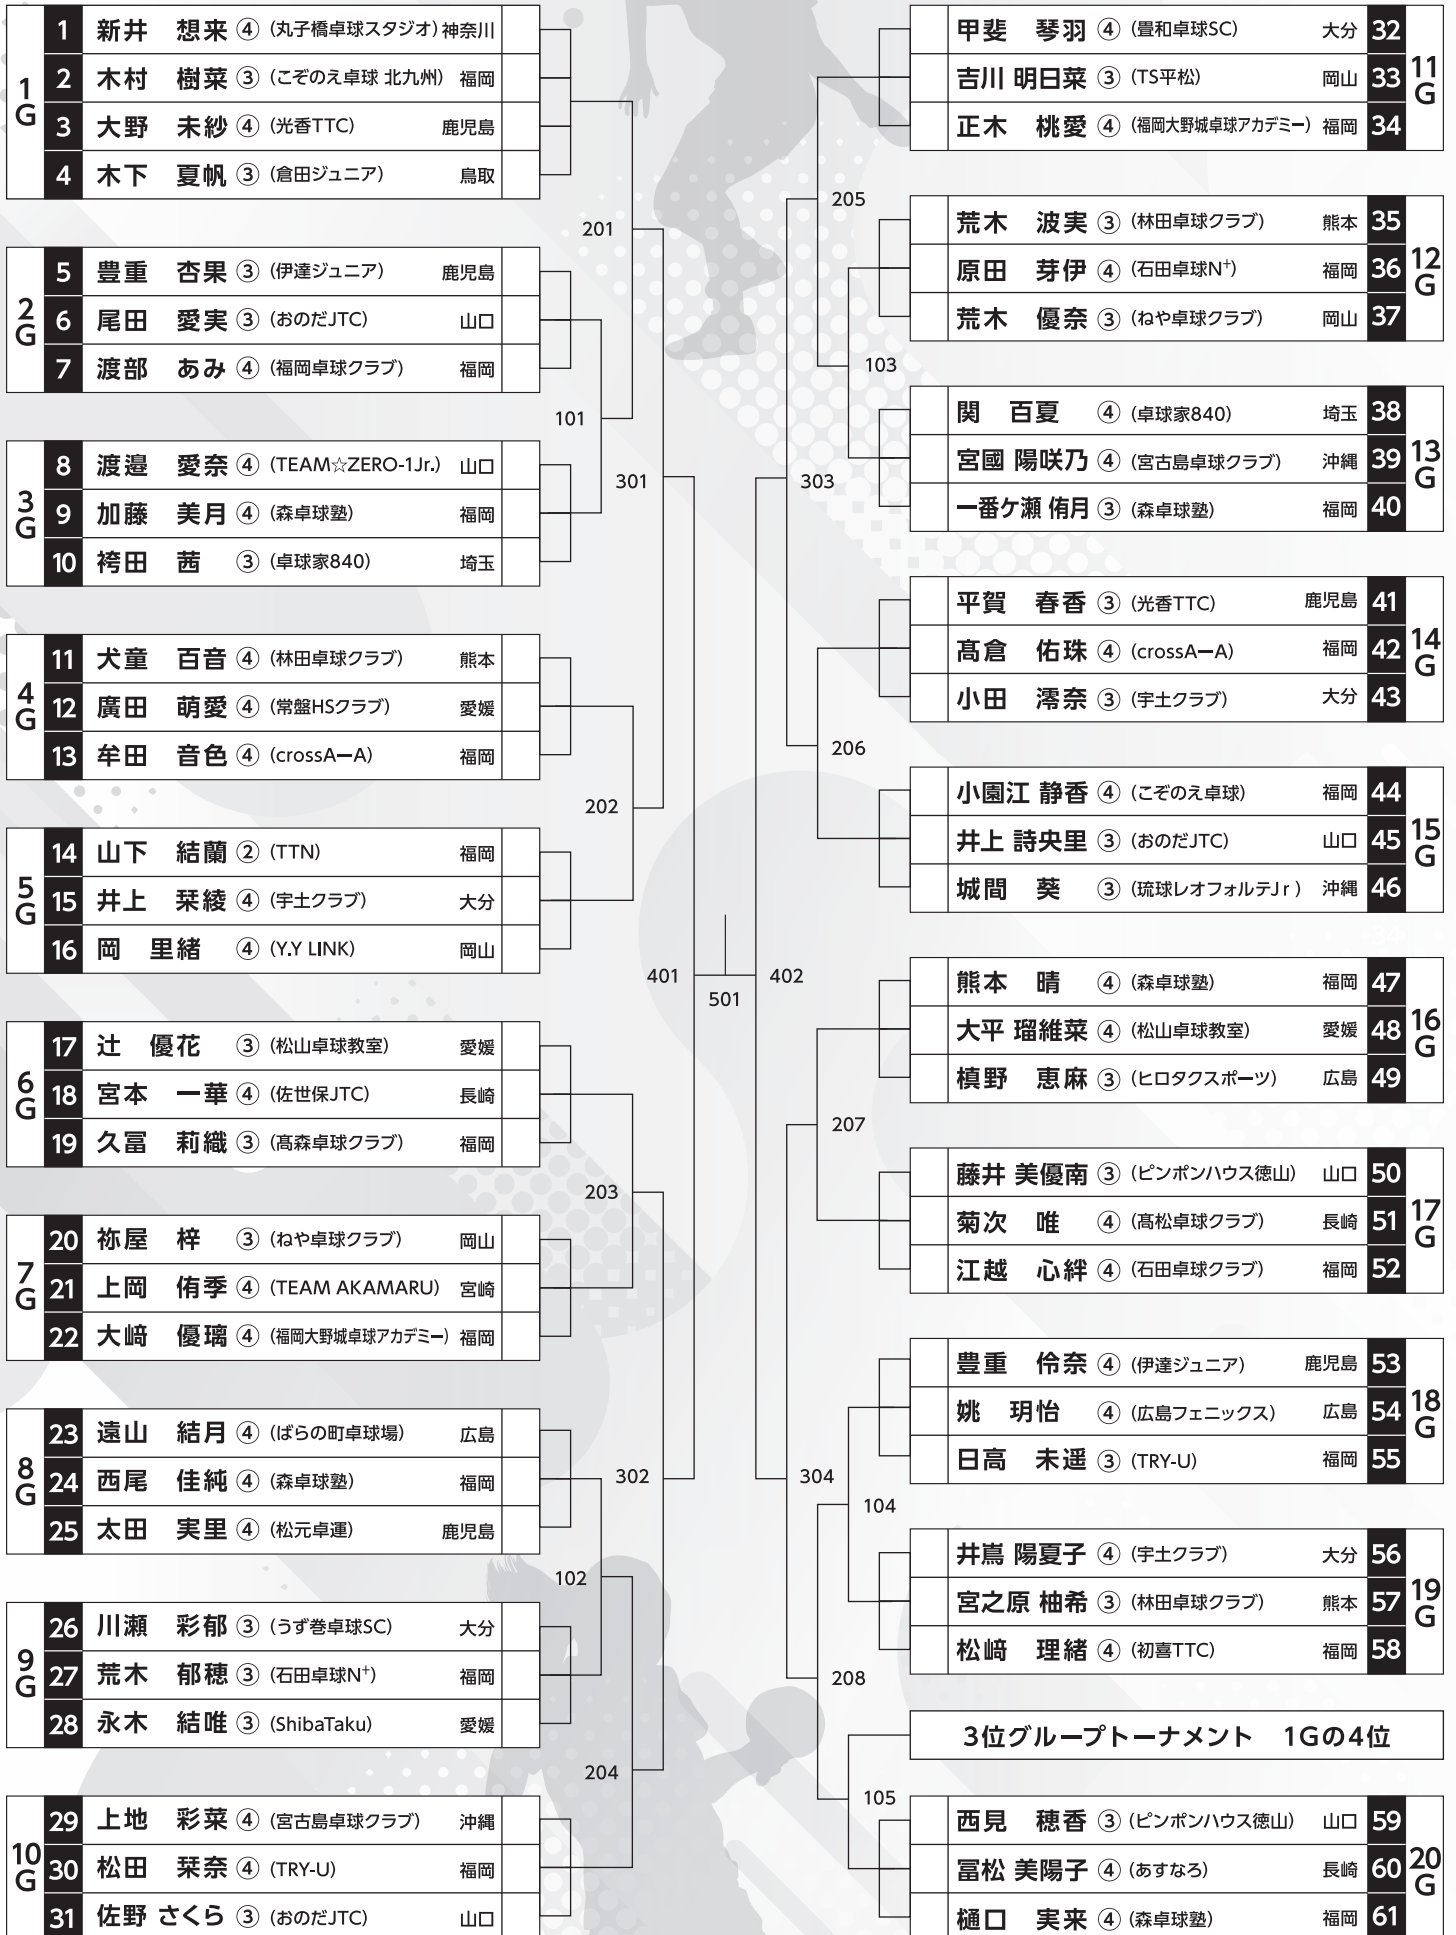 1G
1 新井 想来 ④ (丸子橋卓球スタジオ) 神奈川
2 木村 樹菜 ③ (こぞのえ卓球 北九州) 福岡
3 大野 未紗 ④ (光香TTC) 鹿児島
4 木下 夏帆 ③ (倉田ジュニア) 鳥取
2G
5 豊重 杏果 ③ (伊達ジュニア) 鹿児島
6 尾田 愛実 ③ (おのだJTC) 山口
7 渡部 あみ ④ (福岡卓球クラブ) 福岡
3G
8 渡邉 愛奈 ④ (TEAM☆ZERO-1Jr.) 山口
9 加藤 美月 ④ (森卓球塾) 福岡
10 袴田 茜 ③ (卓球家840) 埼玉
4G
11 犬童 百音 ④ (林田卓球クラブ) 熊本
12 廣田 萌愛 ④ (常盤HSクラブ) 愛媛
13 牟田 音色 ④ (crossA−A) 福岡
5G
14 山下 結蘭 ② (TTN) 福岡
15 井上 栞綾 ④ (宇土クラブ) 大分
16 岡 里緒 ④ (Y.Y LINK) 岡山
6G
17 辻 優花 ③ (松山卓球教室) 愛媛
18 宮本 一華 ④ (佐世保JTC) 長崎
19 久冨 莉織 ③ (髙森卓球クラブ) 福岡
7G
20 祢屋 梓 ③ (ねや卓球クラブ) 岡山
21 上岡 侑季 ④ (TEAM AKAMARU) 宮崎
22 大﨑 優璃 ④ (福岡大野城卓球アカデミー) 福岡
8G
23 遠山 結月 ④ (ばらの町卓球場) 広島
24 西尾 佳純 ④ (森卓球塾) 福岡
25 太田 実里 ④ (松元卓運) 鹿児島
9G
26 川瀬 彩郁 ③ (うず巻卓球SC) 大分
27 荒木 郁穂 ③ (石田卓球N+) 福岡
28 永木 結唯 ③ (ShibaTaku) 愛媛
10G
29 上地 彩菜 ④ (宮古島卓球クラブ) 沖縄
30 松田 栞奈 ④ (TRY-U) 福岡
31 佐野 さくら ③ (おのだJTC) 山口
201
101
301
202
401
203
302
102
204
501
205
103
303
206
402
207
304
104
208
105
甲斐 琴羽 ④ (畳和卓球SC) 大分 32
吉川 明日菜 ③ (TS平松) 岡山 33
正木 桃愛 ④ (福岡大野城卓球アカデミー) 福岡 34
11G
荒木 波実 ③ (林田卓球クラブ) 熊本 35
原田 芽伊 ④ (石田卓球N+) 福岡 36
荒木 優奈 ③ (ねや卓球クラブ) 岡山 37
12G
関 百夏 ④ (卓球家840) 埼玉 38
宮國 陽咲乃 ④ (宮古島卓球クラブ) 沖縄 39
一番ケ瀬 侑月 ③ (森卓球塾) 福岡 40
13G
平賀 春香 ③ (光香TTC) 鹿児島 41
髙倉 佑珠 ④ (crossA−A) 福岡 42
小田 澪奈 ③ (宇土クラブ) 大分 43
14G
小園江 静香 ④ (こぞのえ卓球) 福岡 44
井上 詩央里 ③ (おのだJTC) 山口 45
城間 葵 ③ (琉球レオフォルテJr) 沖縄 46
15G
熊本 晴 ④ (森卓球塾) 福岡 47
大平 瑠維菜 ④ (松山卓球教室) 愛媛 48
槙野 恵麻 ③ (ヒロタクスポーツ) 広島 49
16G
藤井 美優南 ③ (ピンポンハウス徳山) 山口 50
菊次 唯 ④ (髙松卓球クラブ) 長崎 51
江越 心絆 ④ (石田卓球クラブ) 福岡 52
17G
豊重 伶奈 ④ (伊達ジュニア) 鹿児島 53
姚 玥怡 ④ (広島フェニックス) 広島 54
日高 未遥 ③ (TRY-U) 福岡 55
18G
井嶌 陽夏子 ④ (宇土クラブ) 大分 56
宮之原 柚希 ③ (林田卓球クラブ) 熊本 57
松﨑 理緒 ④ (初喜TTC) 福岡 58
19G
3位グループトーナメント 1Gの4位
西見 穂香 ③ (ピンポンハウス徳山) 山口 59
冨松 美陽子 ④ (あすなろ) 長崎 60
樋口 実来 ④ (森卓球塾) 福岡 61
20G